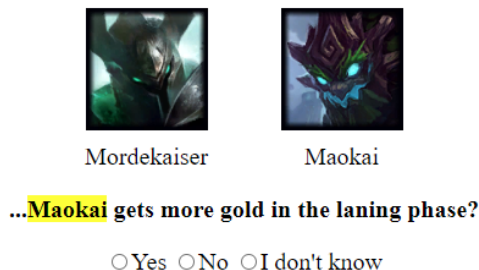 Mordekaiser Maokai
...Maokai gets more gold in the laning phase?
Yes No I don't know